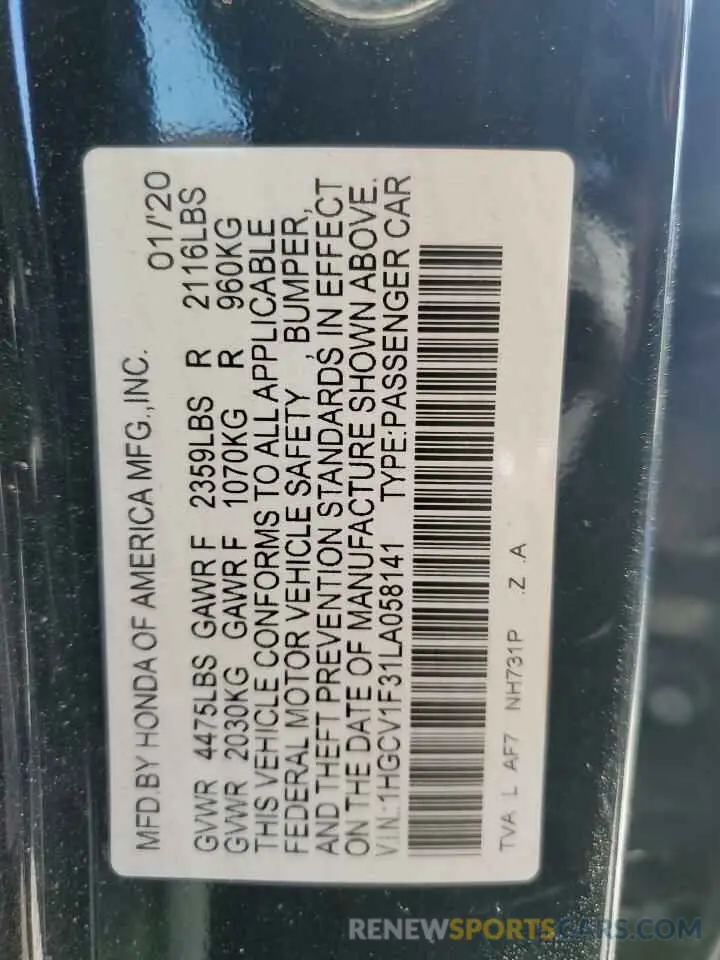 MFD.BY HONDA OF AMERICA MFG.,INC. 01/'20
GVWR 4475LBS GAWR F 2359LBS R 2116LBS
GVWR 2030KG GAWR F 1070KG R 960KG
THIS VEHICLE CONFORMS TO ALL APPLICABLE
FEDERAL MOTOR VEHICLE SAFETY , BUMPER,
AND THEFT PREVENTION STANDARDS IN EFFECT
ON THE DATE OF MANUFACTURE SHOWN ABOVE.
V.I.N.:1HGCV1F31LA058141 TYPE:PASSENGER CAR
TVA L AF7 NH731P .Z .A
RENEWSPORTSCARS.COM